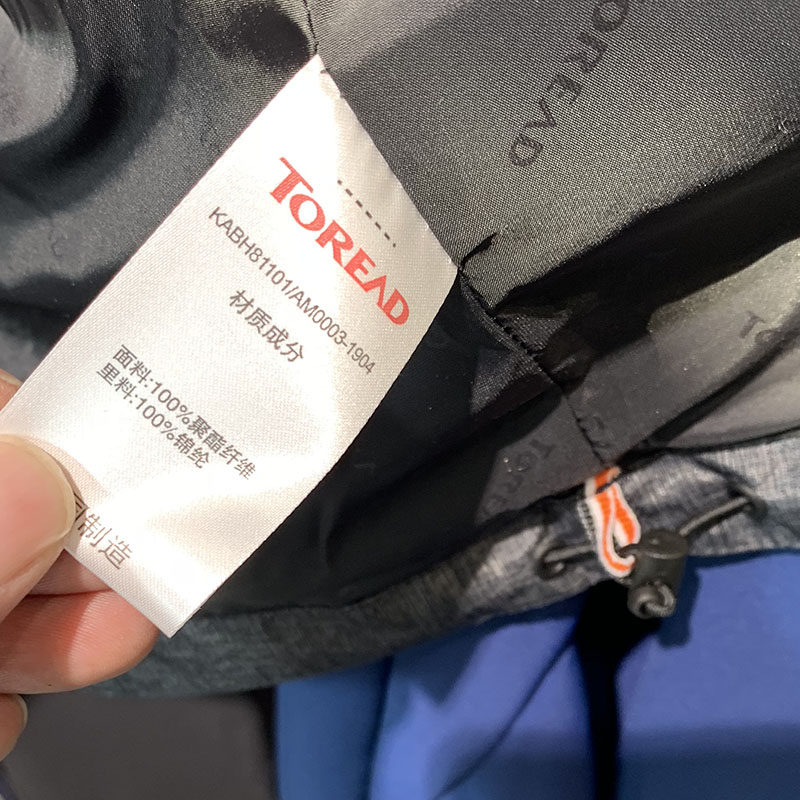 TOREAD
TOREAD
KABH81101/AM0003-1904
材质成分
面料:100%聚酯纤维
里料:100%锦纶
制造